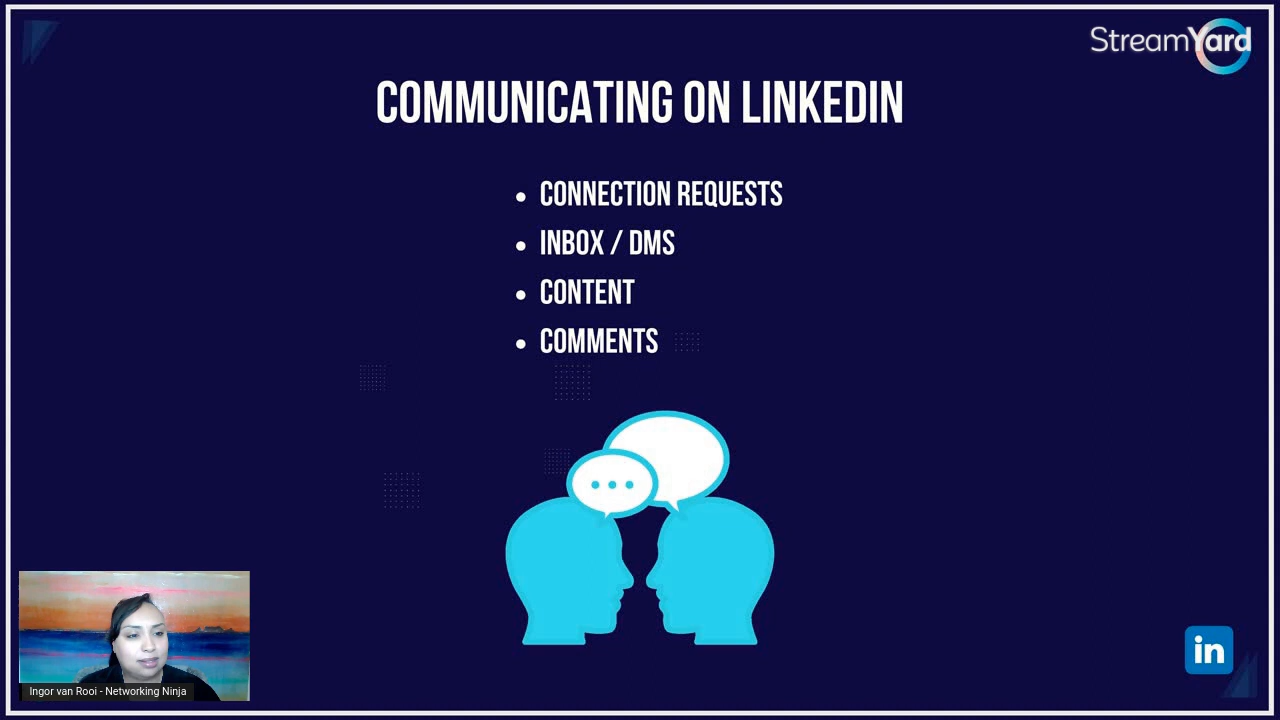 StreamYard
COMMUNICATING ON LINKEDIN
• CONNECTION REQUESTS
• INBOX / DMS
• CONTENT
• COMMENTS
Ingor van Rooi - Networking Ninja
in